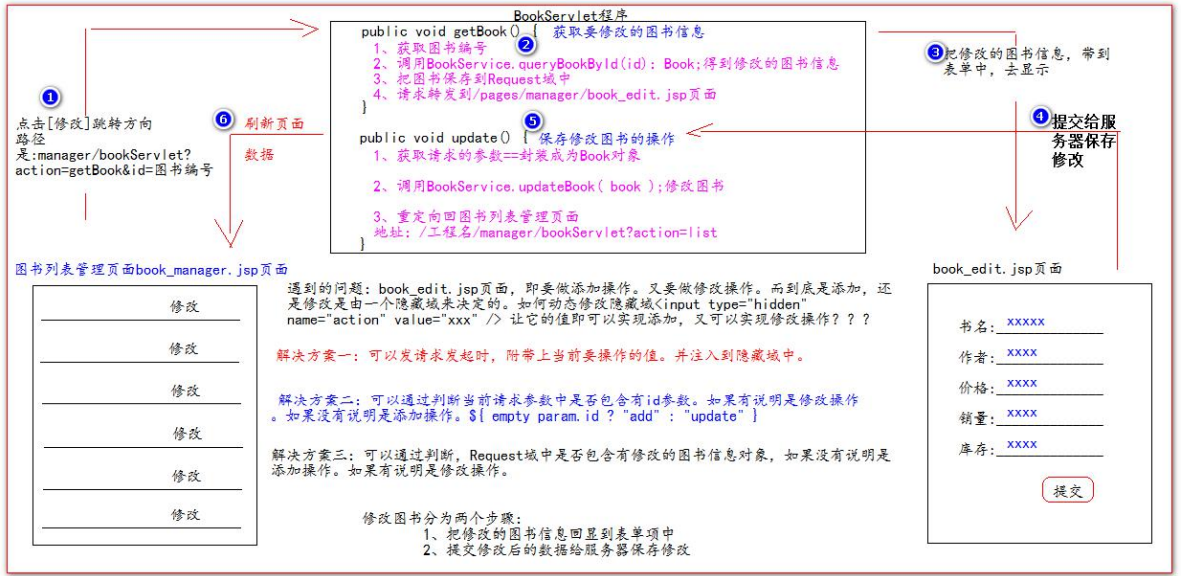 BookServlet程序
public void getBook() { 获取要修改的图书信息
2
1、获取图书编号
2、调用BookService.queryBookById(id): Book;得到修改的图书信息
3、把图书保存到Request域中
4、请求转发到/pages/manager/book_edit.jsp页面
}
3
把修改的图书信息，带到
表单中，去显示
1
点击[修改]跳转方向
路径
是:manager/bookServlet?
action=getBook&id=图书编号
6
刷新页面
数据
5
public void update() { 保存修改图书的操作
1、获取请求的参数==封装成为Book对象
2、调用BookService.updateBook( book );修改图书
3、重定向回图书列表管理页面
地址: /工程名/manager/bookServlet?action=list
}
4
提交给服
务器保存
修改
图书列表管理页面book_manager.jsp页面
修改
修改
修改
修改
修改
修改
遇到的问题: book_edit.jsp页面，即要做添加操作。又要做修改操作。而到底是添加，还
是修改是由一个隐藏域来决定的。如何动态修改隐藏域<input type="hidden"
name="action" value="xxx" /> 让它的值即可以实现添加，又可以实现修改操作？？？
解决方案一: 可以发请求发起时，附带上当前要操作的值。并注入到隐藏域中。
解决方案二: 可以通过判断当前请求参数中是否包含有id参数。如果有说明是修改操作
。如果没有说明是添加操作。${ empty param.id ? "add" : "update" }
解决方案三: 可以通过判断，Request域中是否包含有修改的图书信息对象，如果没有说明是
添加操作。如果有说明是修改操作。
修改图书分为两个步骤:
1、把修改的图书信息回显到表单项中
2、提交修改后的数据给服务器保存修改
book_edit.jsp页面
书名: xxxxx
作者: xxxx
价格: xxxx
销量: xxxx
库存: xxxx
提交